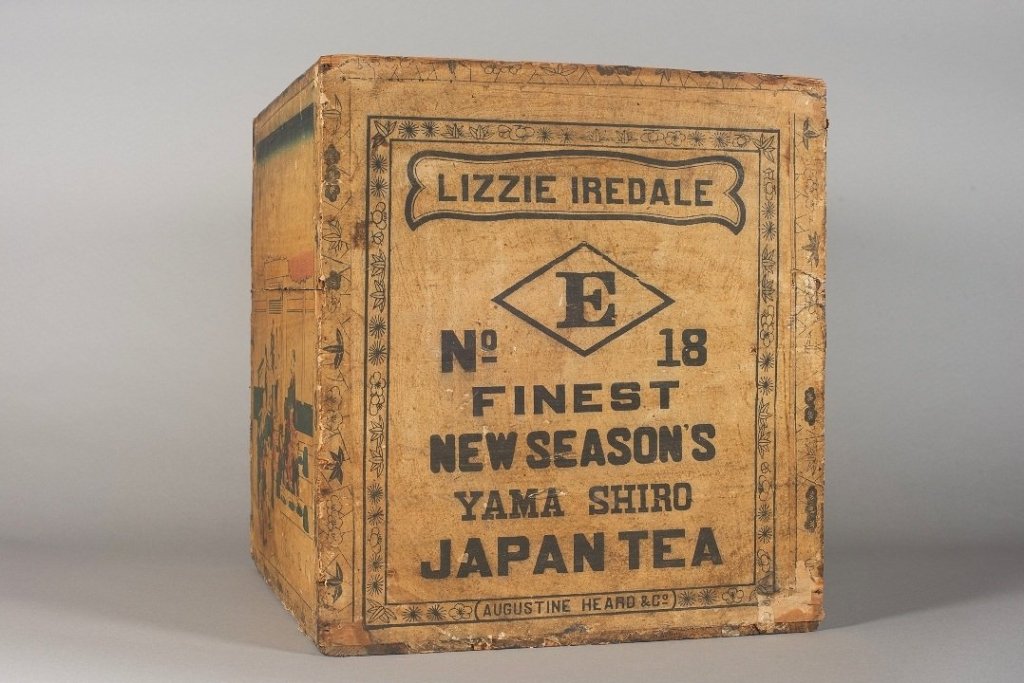 LIZZIE IREDALE
E
Nº 18
FINEST
NEW SEASON'S
YAMA SHIRO
JAPAN TEA
AUGUSTINE HEARD & Cº